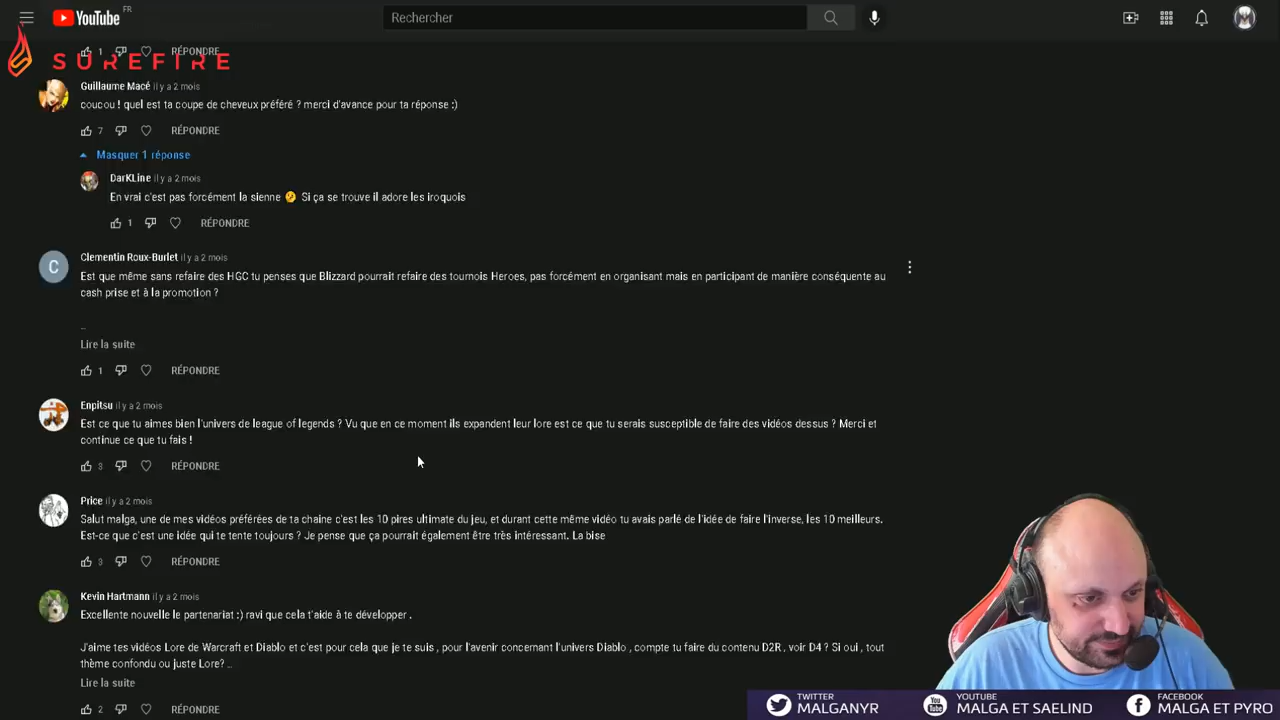 FR
YouTube
Rechercher
1 RÉPONDRE
SUREFIRE
Guillaume Macé il y a 2 mois
coucou ! quel est ta coupe de cheveux préféré ? merci d'avance pour ta réponse :)
7 RÉPONDRE
Masquer 1 réponse
DarKLine il y a 2 mois
En vrai c'est pas forcément la sienne 🤔 Si ça se trouve il adore les iroquois
1 RÉPONDRE
C
Clementin Roux-Burlet il y a 2 mois
Est que même sans refaire des HGC tu penses que Blizzard pourrait refaire des tournois Heroes, pas forcément en organisant mais en participant de manière conséquente au
cash prise et à la promotion ?
..
Lire la suite
1 RÉPONDRE
Enpitsu il y a 2 mois
Est ce que tu aimes bien l'univers de league of legends ? Vu que en ce moment ils expandent leur lore est ce que tu serais susceptible de faire des vidéos dessus ? Merci et
continue ce que tu fais !
3 RÉPONDRE
Price il y a 2 mois
Salut malga, une de mes vidéos préférées de ta chaine c'est les 10 pires ultimate du jeu, et durant cette même vidéo tu avais parlé de l'idée de faire l'inverse, les 10 meilleurs.
Est-ce que c'est une idée qui te tente toujours ? Je pense que ça pourrait également être très intéressant. La bise
3 RÉPONDRE
Kevin Hartmann il y a 2 mois
Excellente nouvelle le partenariat :) ravi que cela t'aide à te développer .
J'aime tes vidéos Lore de Warcraft et Diablo et c'est pour cela que je te suis , pour l'avenir concernant l'univers Diablo , compte tu faire du contenu D2R , voir D4 ? Si oui , tout
thème confondu ou juste Lore? ..
Lire la suite
2 RÉPONDRE
TWITTER
MALGANYR
YOUTUBE
MALGA ET SAELIND
FACEBOOK
MALGA ET PYRO